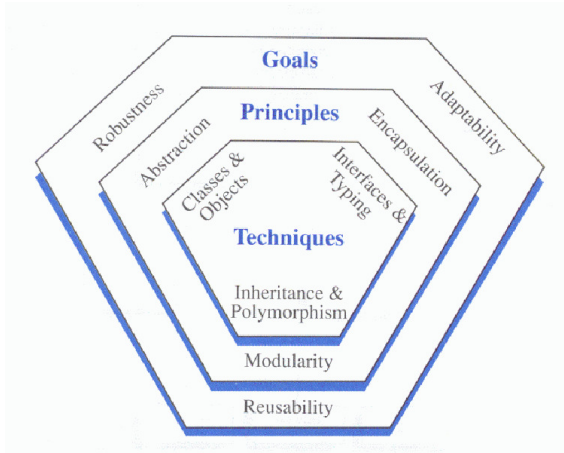 Goals
Robustness
Adaptability
Principles
Abstraction
Encapsulation
Classes &
Objects
Interfaces &
Typing
Techniques
Inheritance &
Polymorphism
Modularity
Reusability